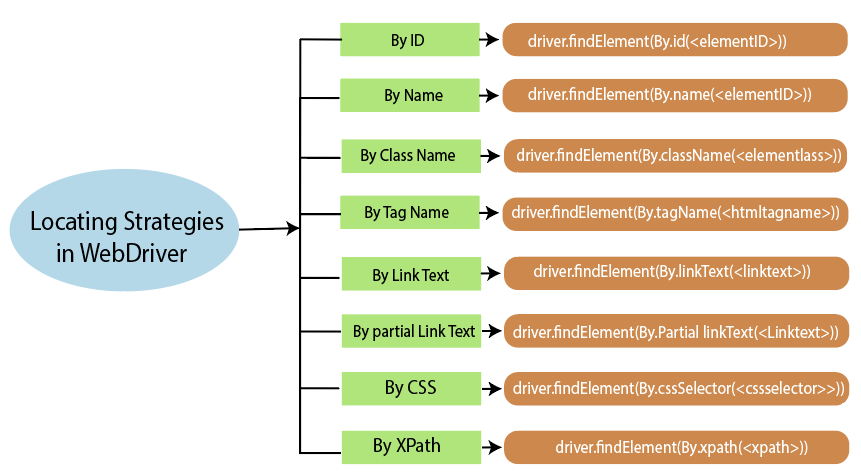 Locating Strategies
in WebDriver
By ID
driver.findElement(By.id(<elementID>))
By Name
driver.findElement(By.name(<elementID>))
By Class Name
driver.findElement(By.className(<elementlass>))
By Tag Name
driver.findElement(By.tagName(<htmltagname>))
By Link Text
driver.findElement(By.linkText(<linktext>))
By partial Link Text
driver.findElement(By.Partial linkText(<Linktext>))
By CSS
driver.findElement(By.cssSelector(<cssselector>>))
By XPath
driver.findElement(By.xpath(<xpath>))